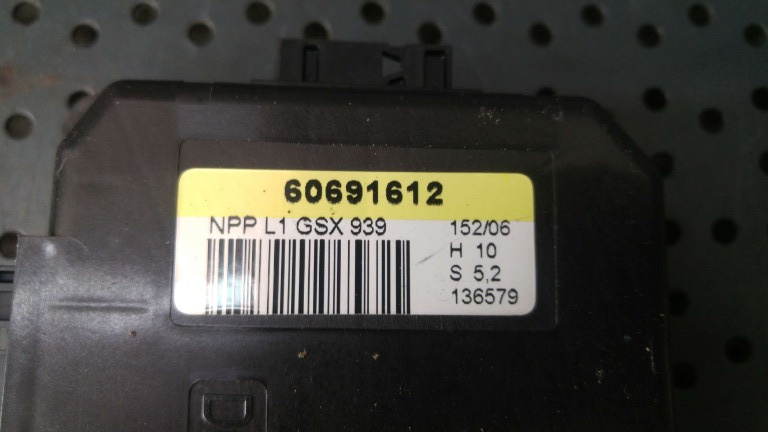 60691612
NPP L1 GSX 939
152/06
H 10
S 5,2
136579
D